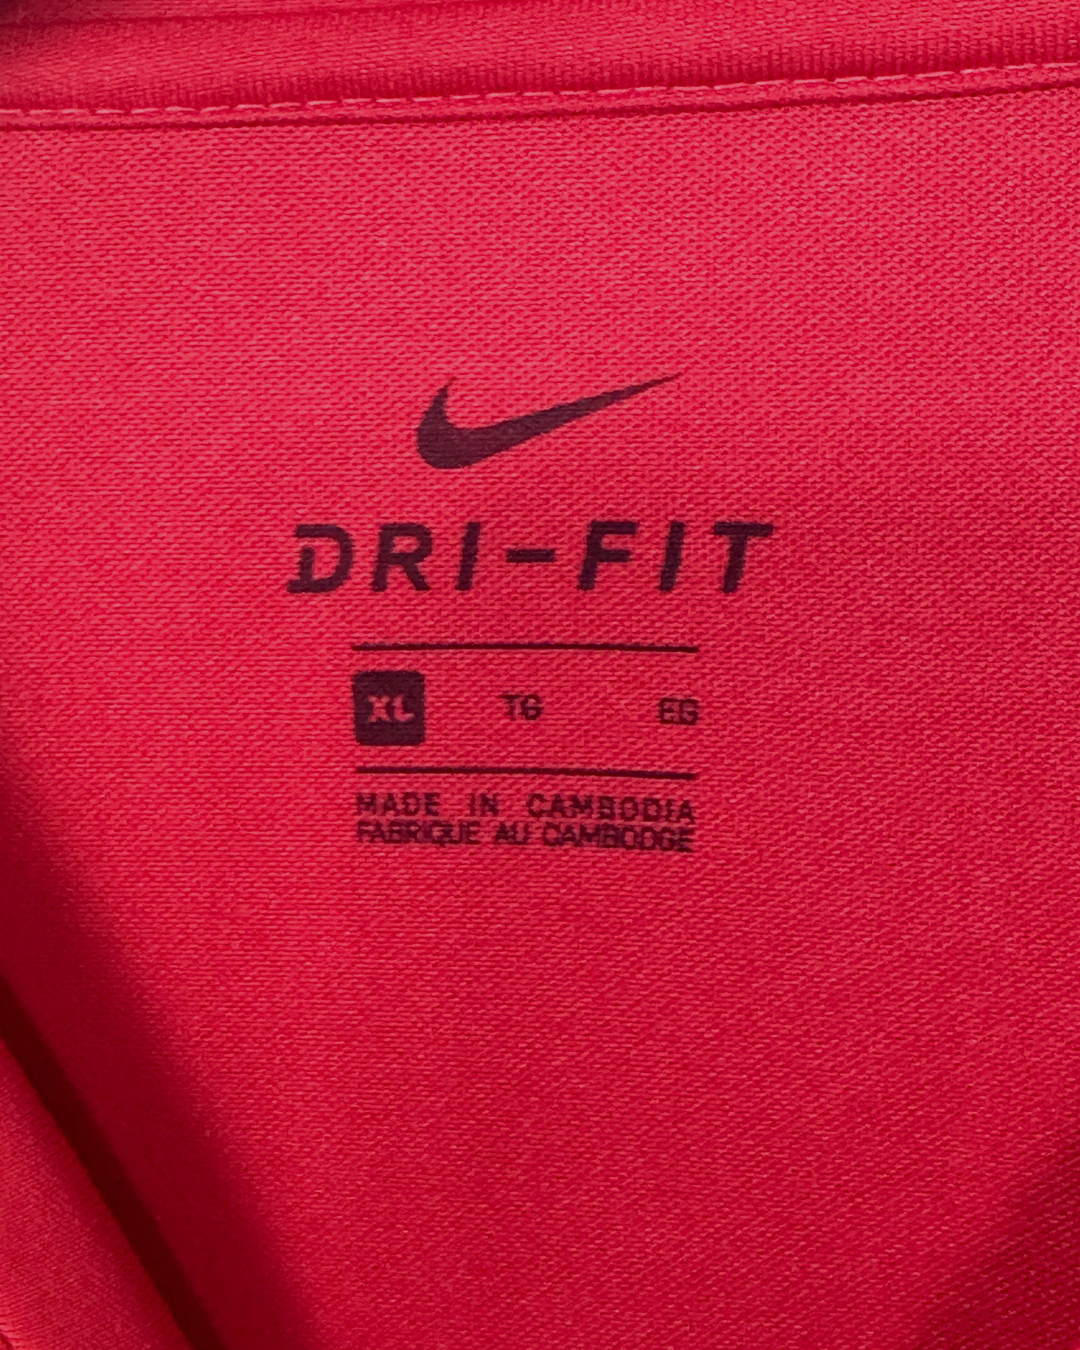 DRI-FIT
XL TG EG
MADE IN CAMBODIA
FABRIQUE AU CAMBODGE